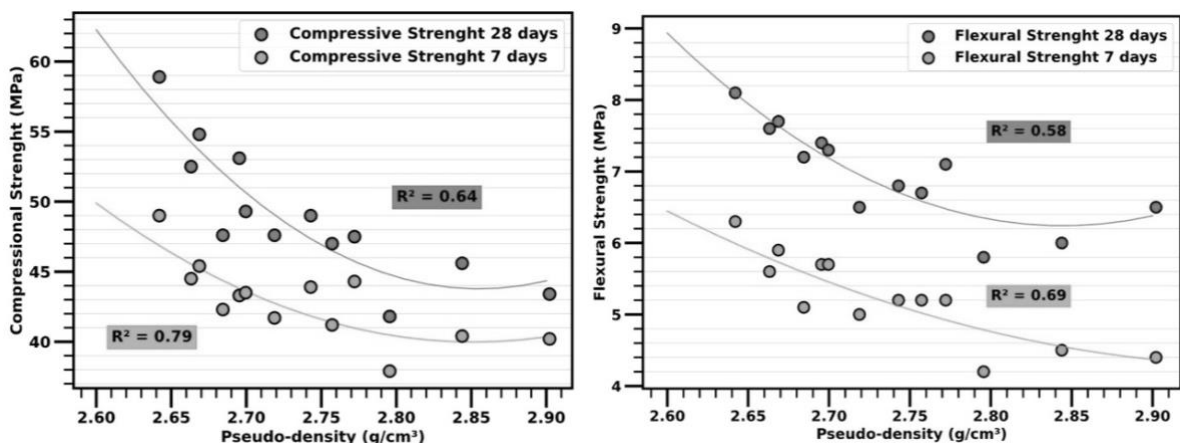 Compressive Strenght 28 days
Compressive Strenght 7 days
60
55
50
45
40
Compressional Strenght (MPa)
R² = 0.64
R² = 0.79
2.60 2.65 2.70 2.75 2.80 2.85 2.90
Pseudo-density (g/cm³)
Flexural Strenght 28 days
Flexural Strenght 7 days
9
8
7
6
5
4
Flexural Strenght (MPa)
R² = 0.58
R² = 0.69
2.60 2.65 2.70 2.75 2.80 2.85 2.90
Pseudo-density (g/cm³)